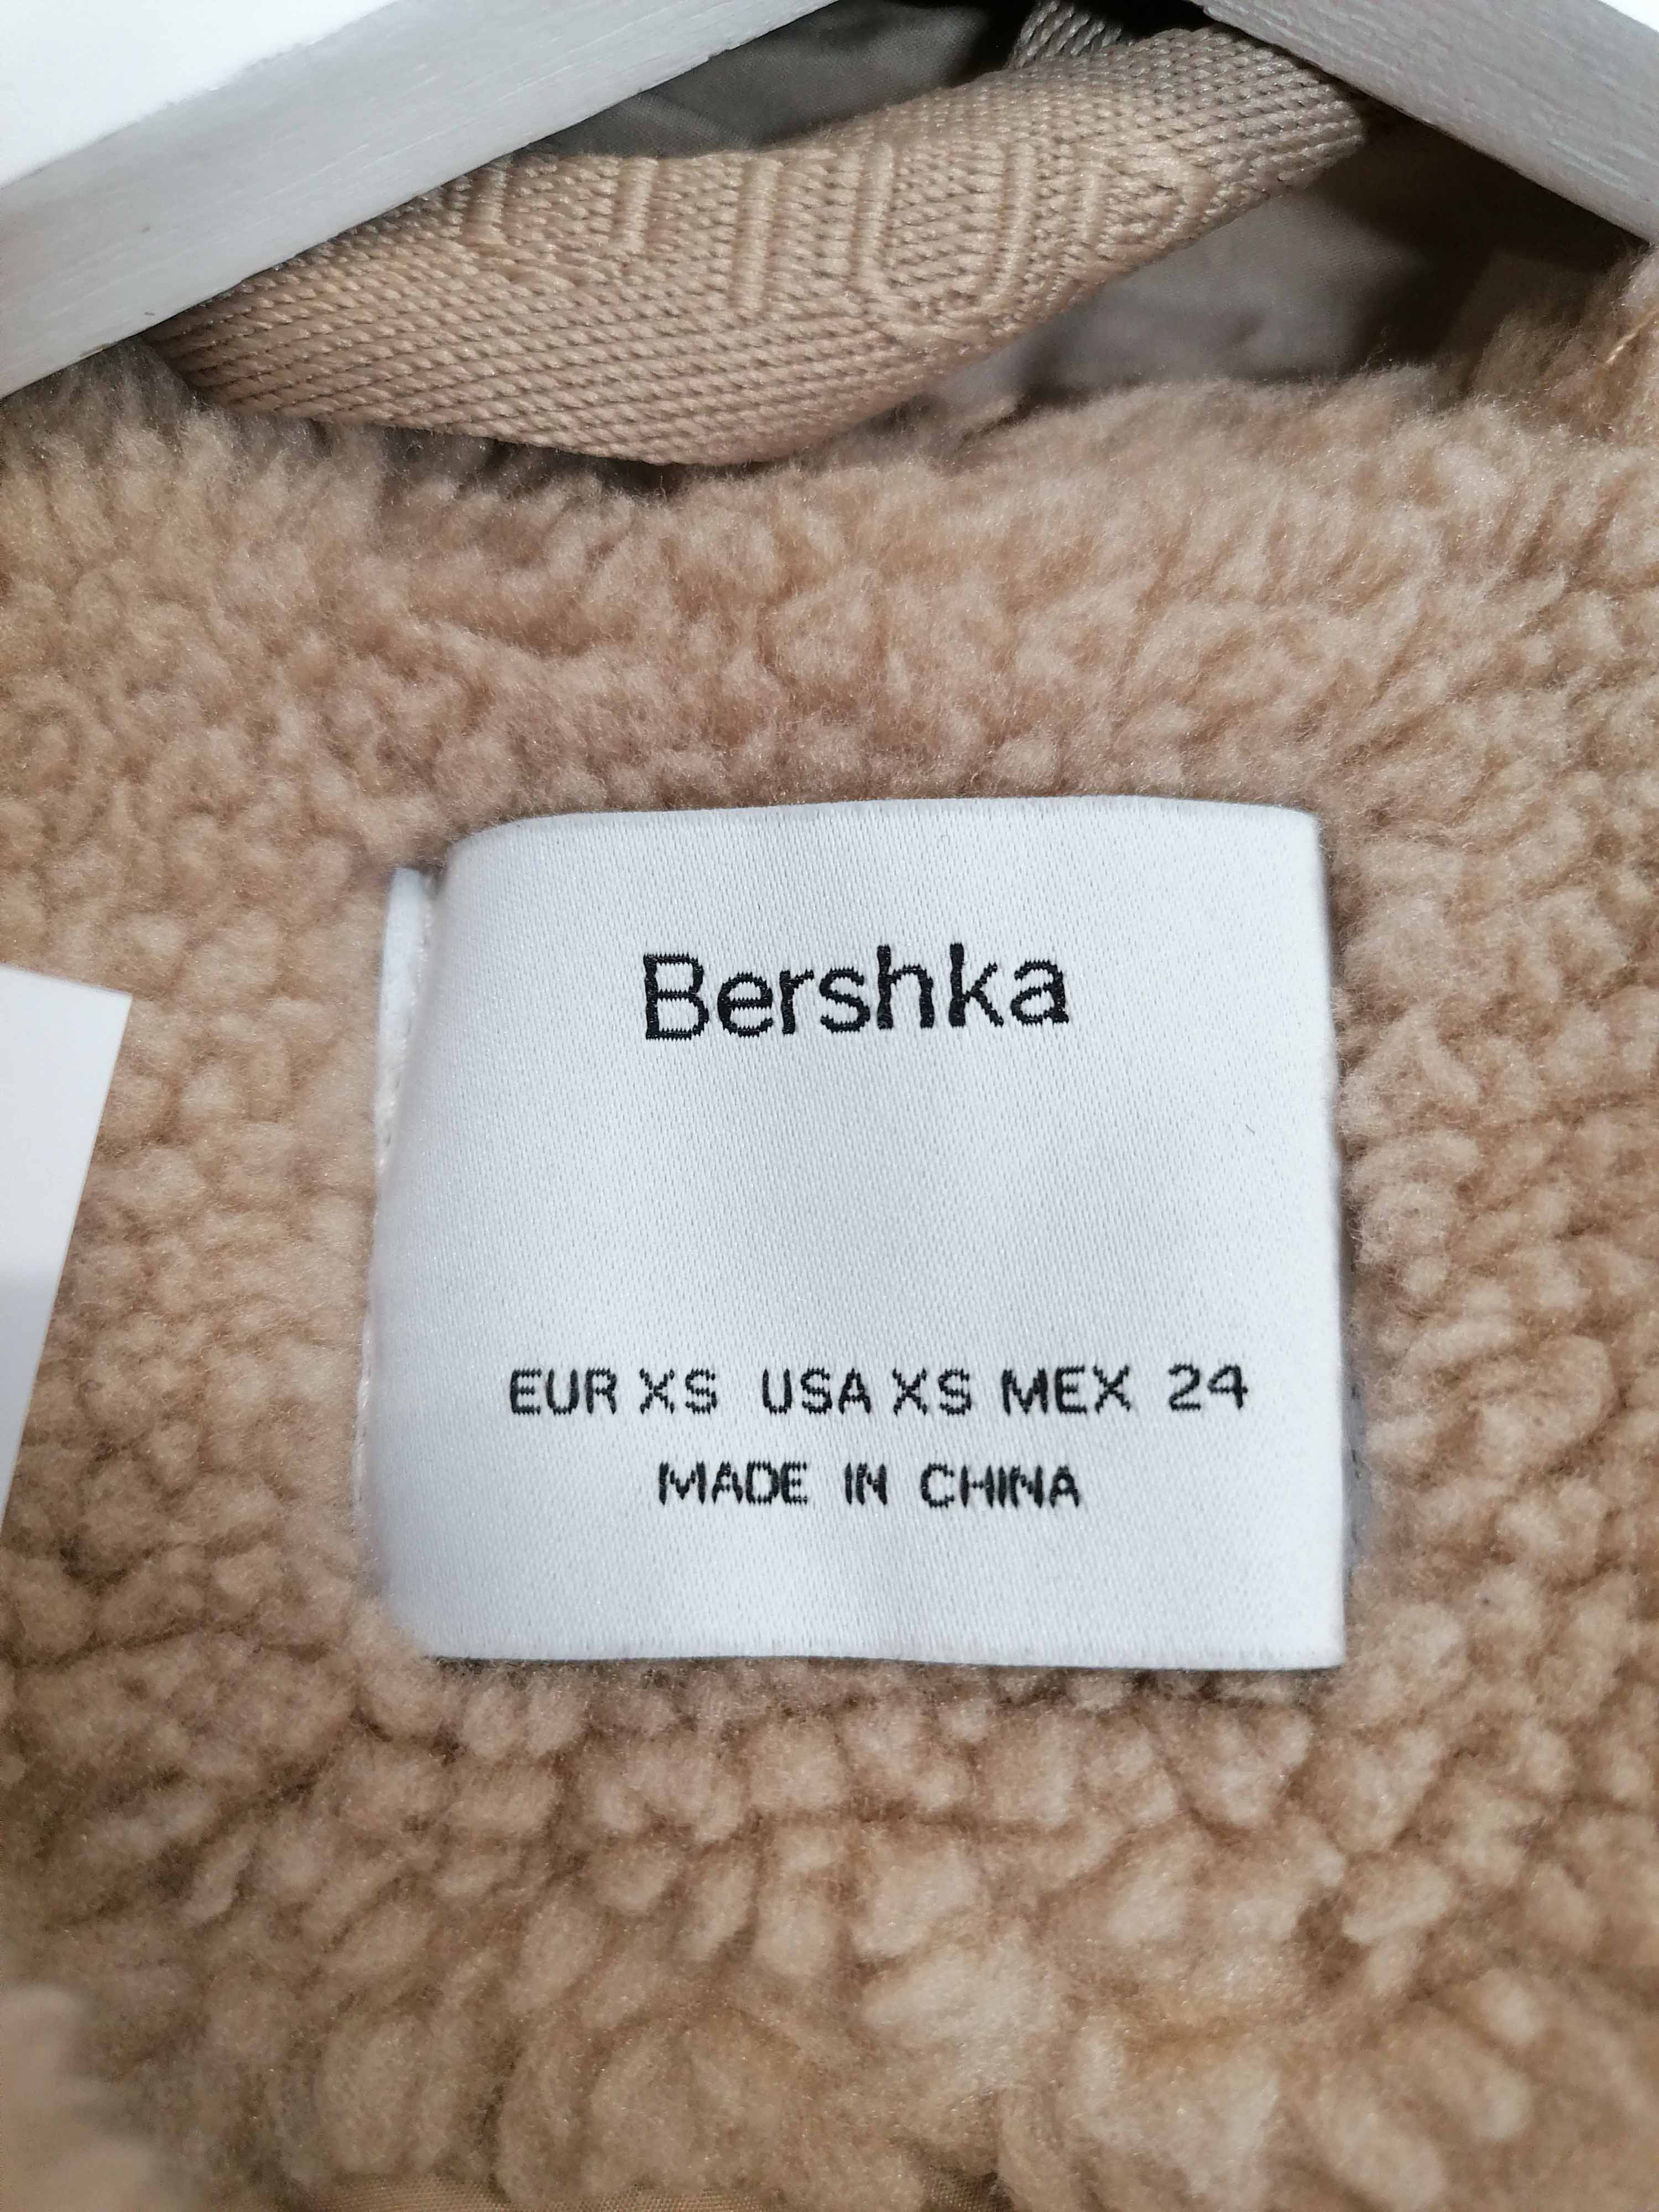 Bershka
EUR XS USA XS MEX 24
MADE IN CHINA